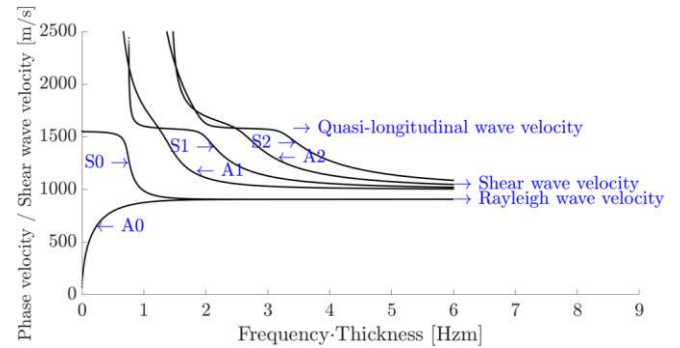 Phase velocity / Shear wave velocity [m/s]
2500
2000
1500
1000
500
0
→ Quasi-longitudinal wave velocity
S0→
S1→
S2→
← A2
← A1
→ Shear wave velocity
→ Rayleigh wave velocity
← A0
0 1 2 3 4 5 6 7 8 9
Frequency·Thickness [Hzm]